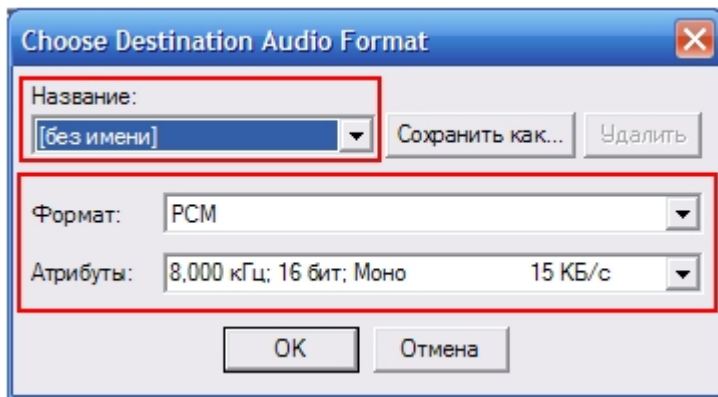 Choose Destination Audio Format
Название:
[без имени]
Сохранить как...
Удалить
Формат:
PCM
Атрибуты:
8,000 кГц; 16 бит; Моно 15 КБ/с
OK
Отмена